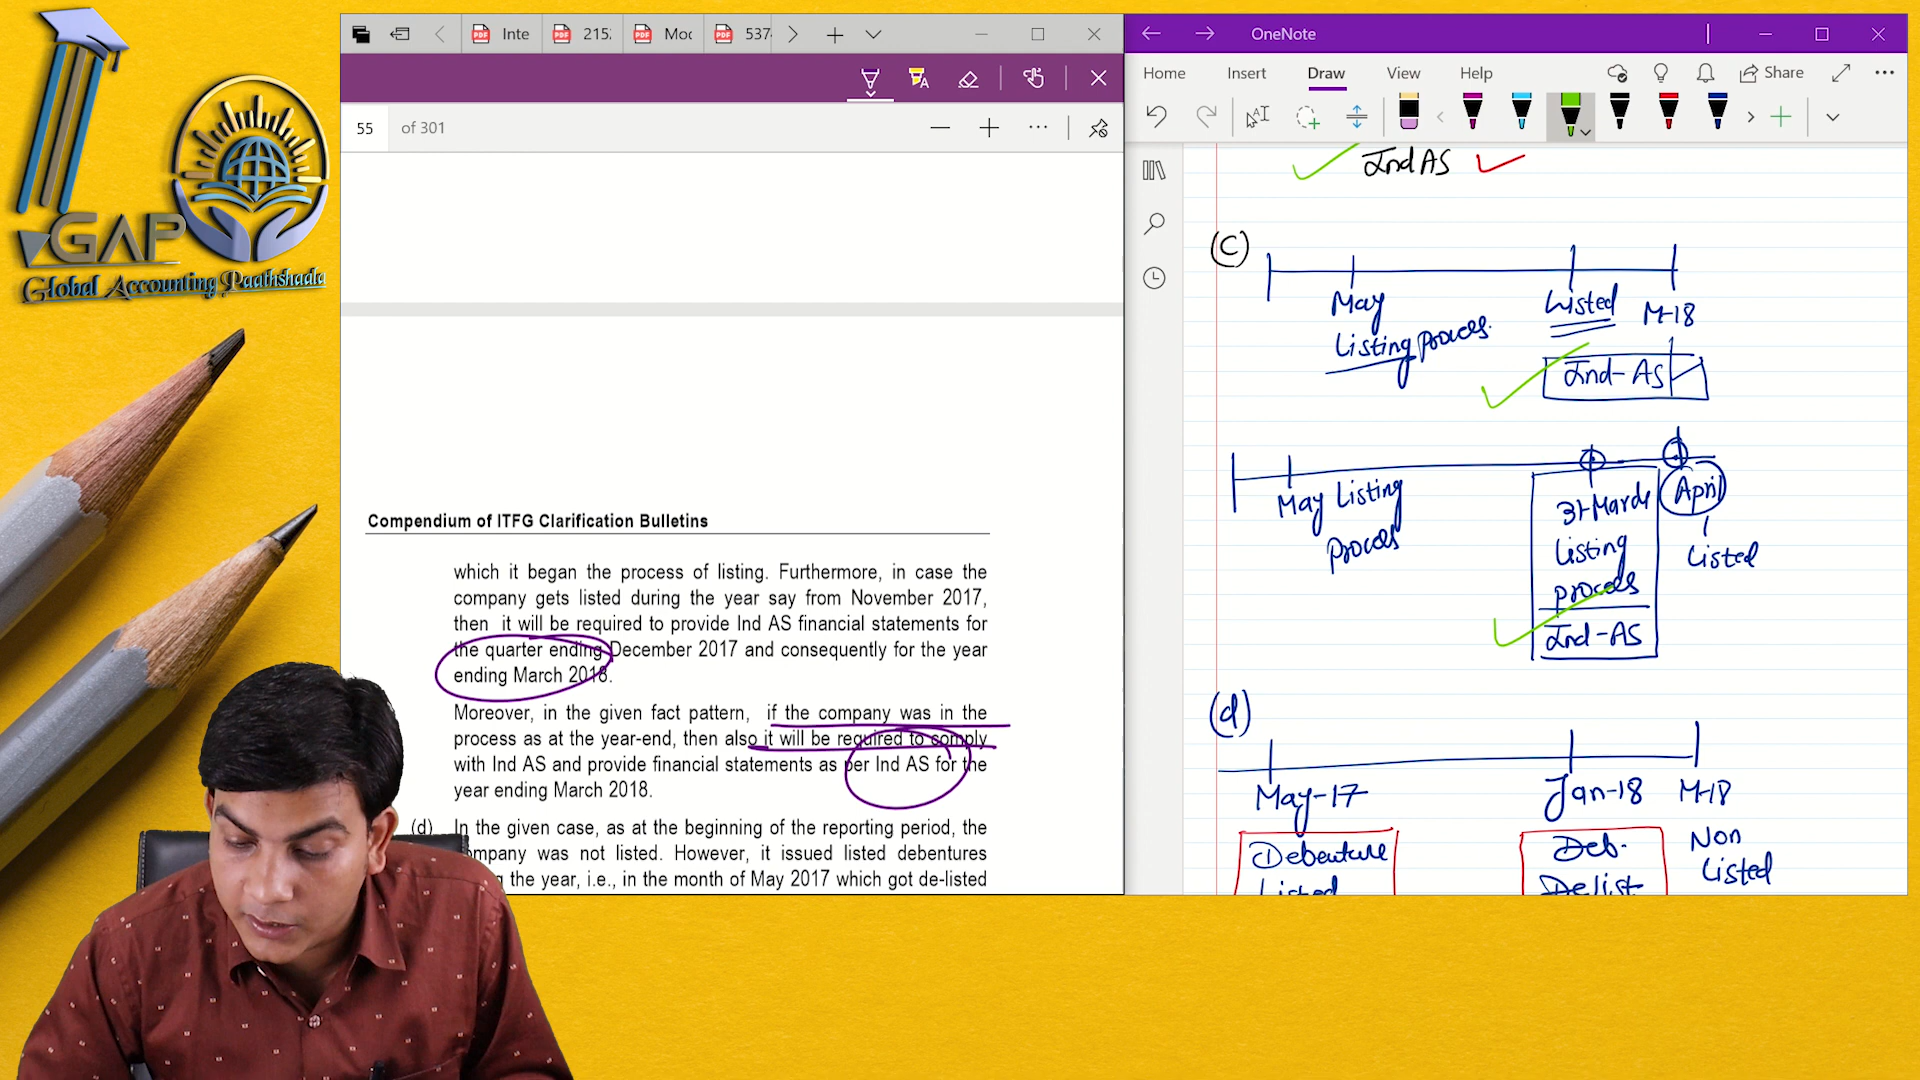 GAP
Global Accounting Paathshaala
Inte
215
Moc
537
55 of 301
Compendium of ITFG Clarification Bulletins
which it began the process of listing. Furthermore, in case the
company gets listed during the year say from November 2017,
then it will be required to provide Ind AS financial statements for
the quarter ending December 2017 and consequently for the year
ending March 2018.
Moreover, in the given fact pattern, if the company was in the
process as at the year-end, then also it will be required to comply
with Ind AS and provide financial statements as per Ind AS for the
year ending March 2018.
(d) In the given case, as at the beginning of the reporting period, the
company was not listed. However, it issued listed debentures
the year, i.e., in the month of May 2017 which got de-listed
OneNote
Home Insert Draw View Help Share
Ind AS
(c)
May
Listing Process.
Listed
M-18
Ind-AS
May Listing
Process
31-March
Listing
process
Ind-AS
April
Listed
(d)
May-17
Jan-18
M-18
Debenture
Listed
Deb.
Delist
Non
Listed